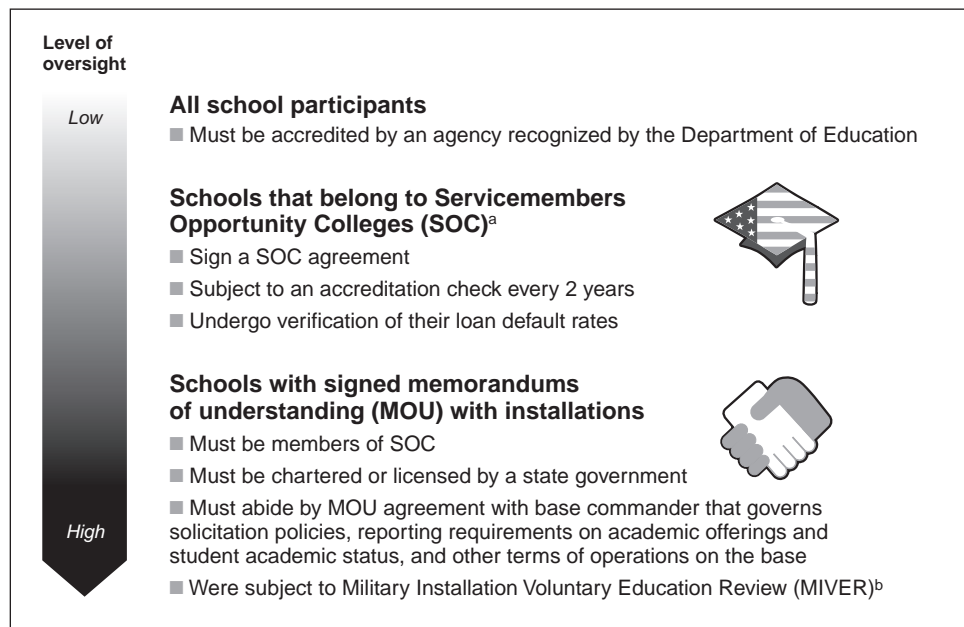 Level of
oversight
Low
All school participants
■ Must be accredited by an agency recognized by the Department of Education
Schools that belong to Servicemembers
Opportunity Colleges (SOC)a
■ Sign a SOC agreement
■ Subject to an accreditation check every 2 years
■ Undergo verification of their loan default rates
Schools with signed memorandums
of understanding (MOU) with installations
■ Must be members of SOC
■ Must be chartered or licensed by a state government
■ Must abide by MOU agreement with base commander that governs
solicitation policies, reporting requirements on academic offerings and
student academic status, and other terms of operations on the base
High
■ Were subject to Military Installation Voluntary Education Review (MIVER)b